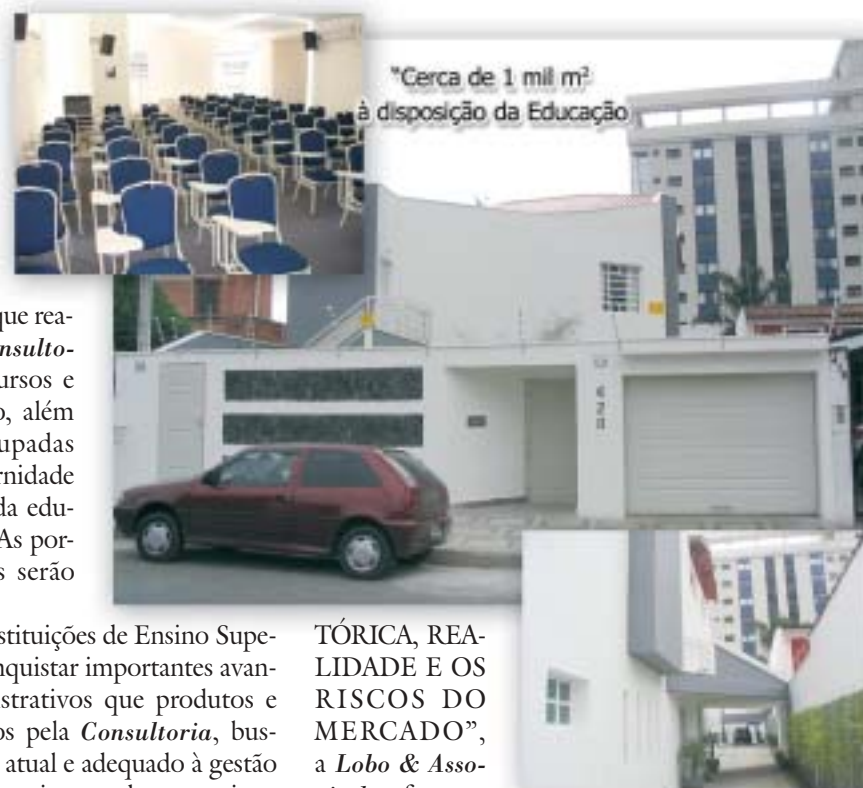 "Cerca de 1 mil m²
à disposição da Educação
que rea-
nsulto-
ursos e
o, além
upadas
rnidade
da edu-
As por-
s serão
stituições de Ensino Supe-
nquistar importantes avan-
strativos que produtos e
os pela Consultoria, bus-
atual e adequado à gestão
TÓRICA, REA-
LIDADE E OS
RISCOS DO
MERCADO”,
a Lobo & Asso-
628